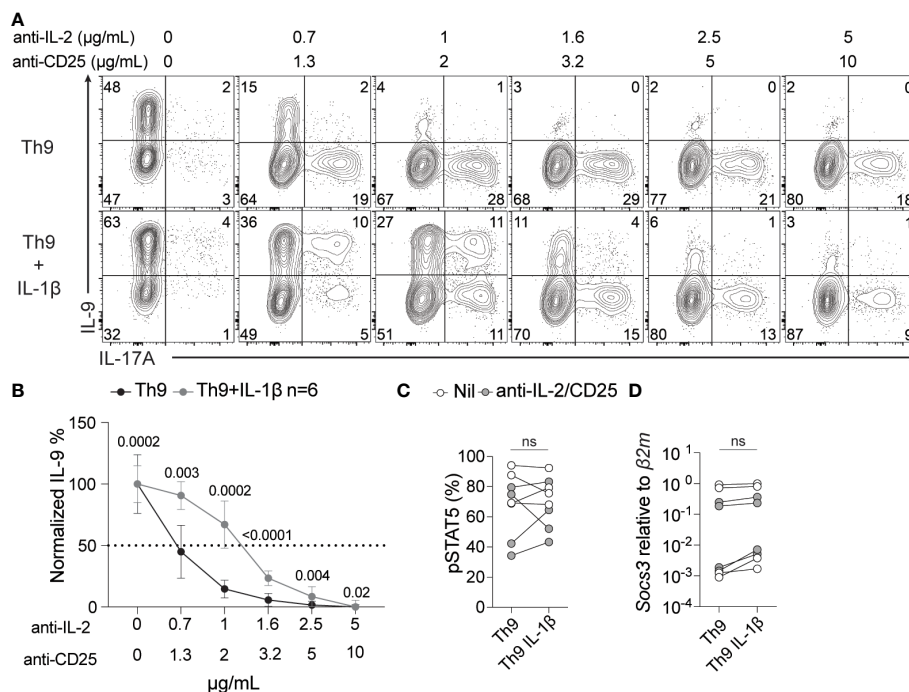 A
anti-IL-2 (µg/mL) 0 0.7 1 1.6 2.5 5
anti-CD25 (µg/mL) 0 1.3 2 3.2 5 10
48 2 15 2 4 1 3 0 2 0 2 0
Th9
47 3 64 19 67 28 68 29 77 21 80 18
63 4 36 10 27 11 11 4 6 1 3 1
Th9
+
IL-1β
32 1 49 5 51 11 70 15 80 13 87 9
IL-9
IL-17A
B
Th9 Th9+IL-1β n=6
Normalized IL-9 %
150
100
50
0
0.0002
0.003
0.0002
<0.0001
0.004
0.02
anti-IL-2 0 0.7 1 1.6 2.5 5
anti-CD25 0 1.3 2 3.2 5 10
µg/mL
C
Nil anti-IL-2/CD25
ns
pSTAT5 (%)
100
80
60
40
20
0
Th9
Th9 IL-1β
D
ns
Socs3 relative to β2m
10 1
10 0
10-1
10-2
10-3
10-4
Th9
Th9 IL-1β